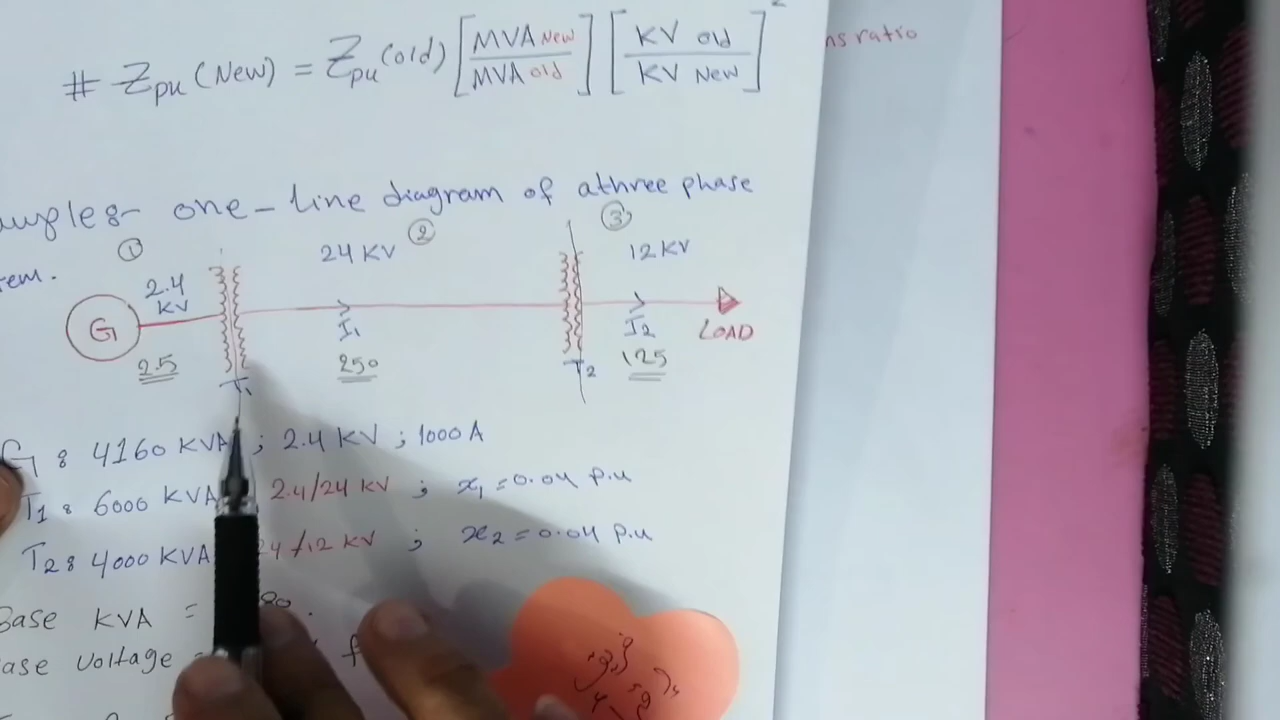 # Zpu (New) = Zpu (old) [MVA New / MVA old] [KV old / KV New]²
ns ratio
one-line diagram of a three phase
① ② ③
2.4 KV
24 KV
12 KV
G
I1
I2
LOAD
2.5
250
125
T1
T2
G : 4160 KVA ; 2.4 KV ; 1000 A
T1 : 6000 KVA 2.4/24 KV ; x1 = 0.04 p.u
T2 : 4000 KVA 24/12 KV ; x2 = 0.04 p.u
Base KVA =
Voltage =